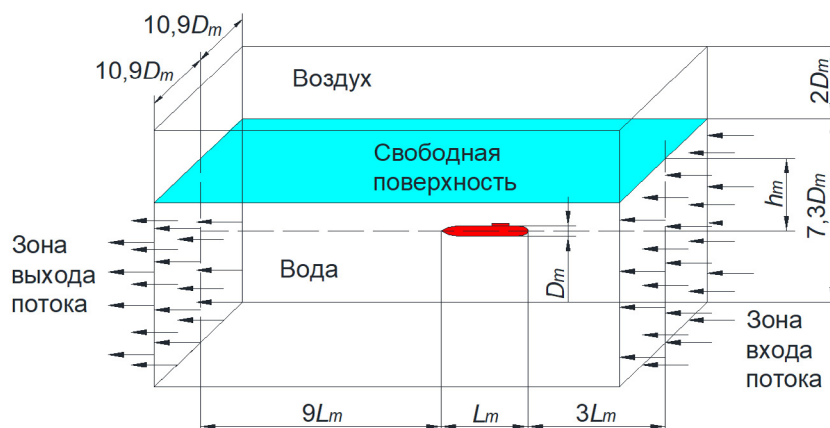 10,9Dm
10,9Dm
Воздух
2Dm
Свободная
поверхность
hm
7,3Dm
Зона
выхода
потока
Вода
Dm
Зона
входа
потока
9Lm
Lm
3Lm